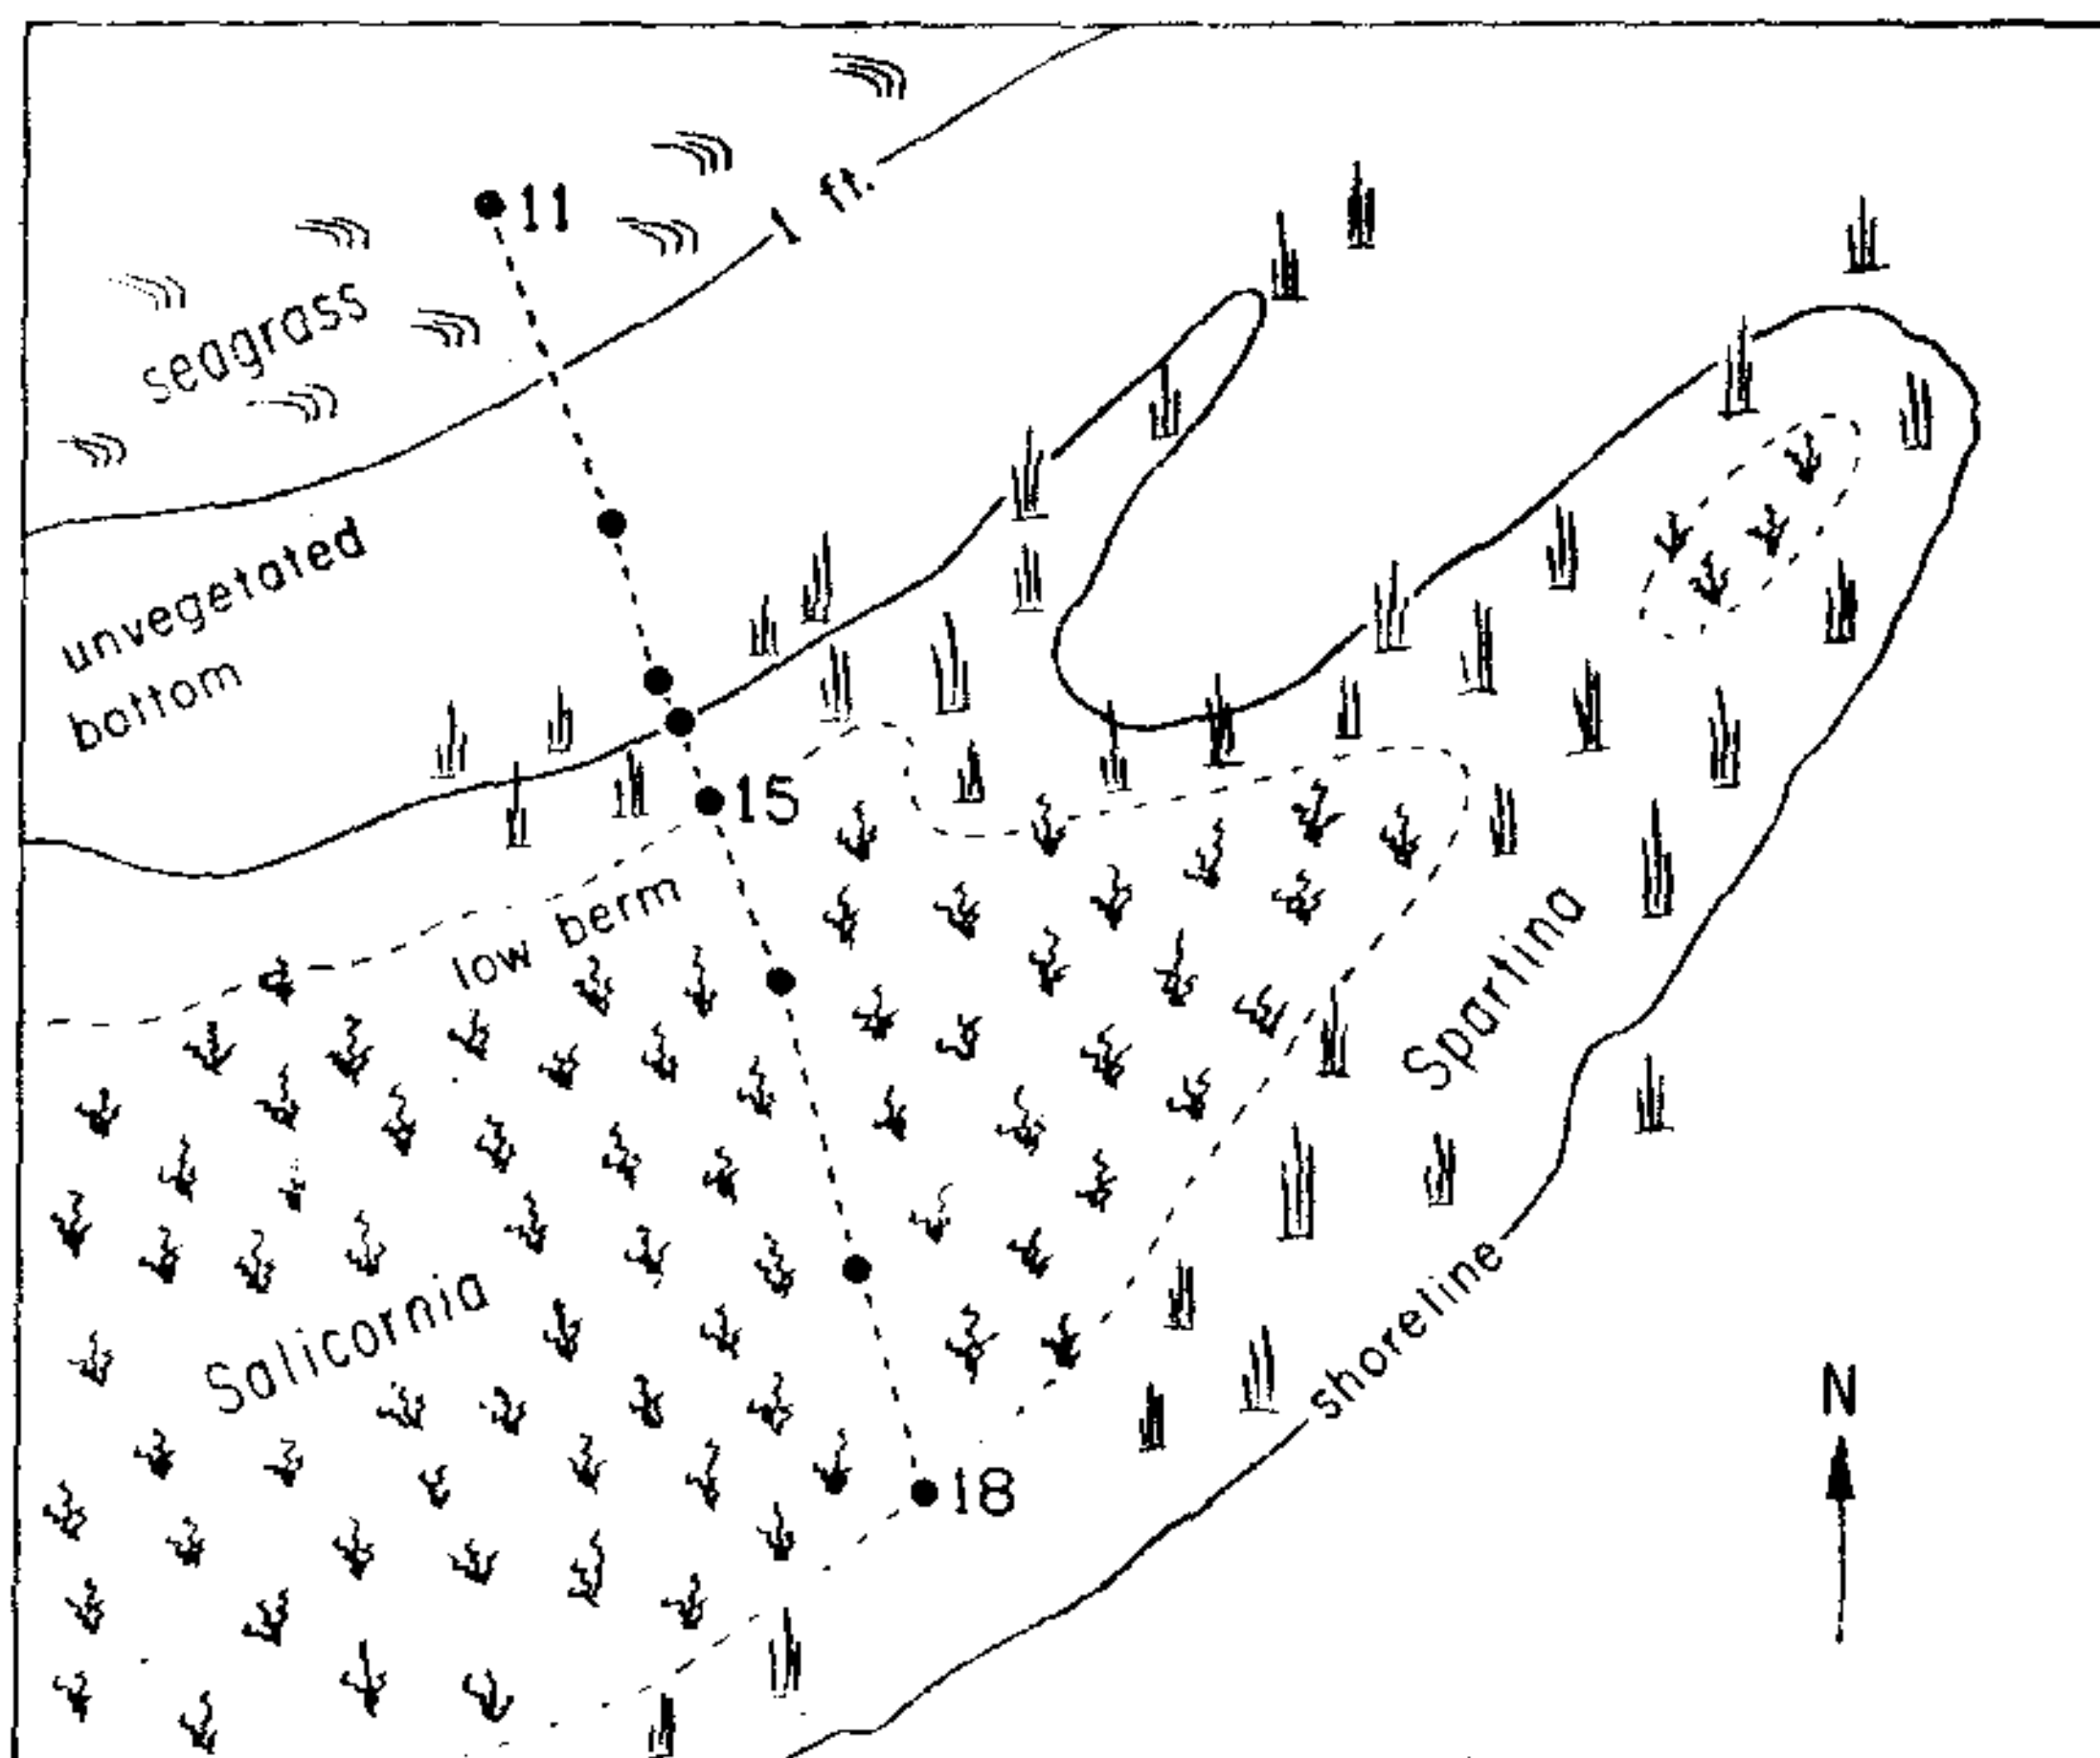 11
1 ft.
seagrass
unvegetated
bottom
15
low berm
Spartina
Salicornia
shoreline
N
18